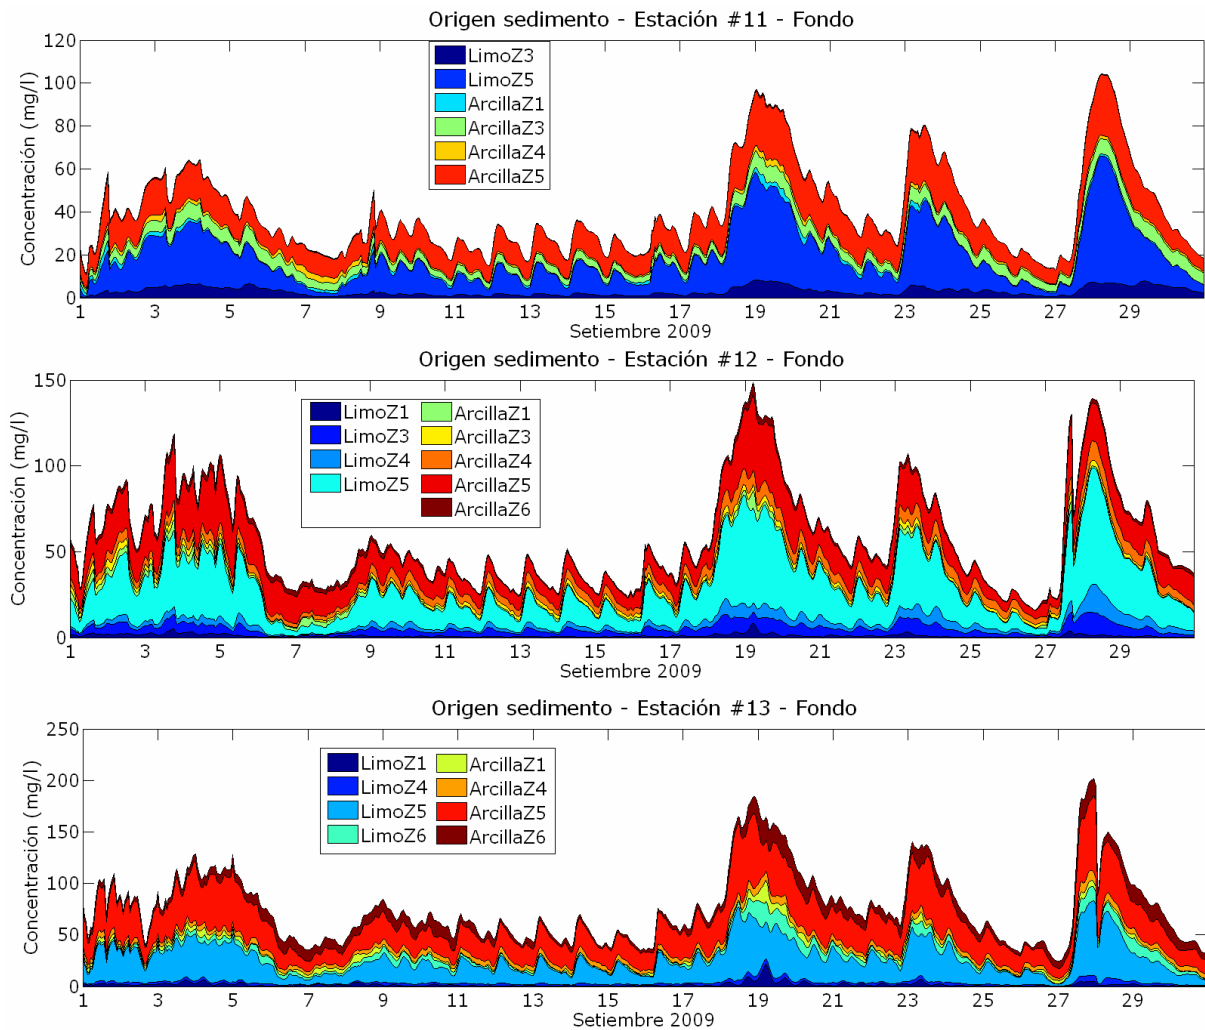 Origen sedimento - Estación #11 - Fondo
120
100
80
60
40
20
0
Concentración (mg/l)
LimoZ3
LimoZ5
ArcillaZ1
ArcillaZ3
ArcillaZ4
ArcillaZ5
1 3 5 7 9 11 13 15 17 19 21 23 25 27 29
Setiembre 2009
Origen sedimento - Estación #12 - Fondo
150
100
50
0
Concentración (mg/l)
LimoZ1 ArcillaZ1
LimoZ3 ArcillaZ3
LimoZ4 ArcillaZ4
LimoZ5 ArcillaZ5
ArcillaZ6
1 3 5 7 9 11 13 15 17 19 21 23 25 27 29
Setiembre 2009
Origen sedimento - Estación #13 - Fondo
250
200
150
100
50
0
Concentración (mg/l)
LimoZ1 ArcillaZ1
LimoZ4 ArcillaZ4
LimoZ5 ArcillaZ5
LimoZ6 ArcillaZ6
1 3 5 7 9 11 13 15 17 19 21 23 25 27 29
Setiembre 2009